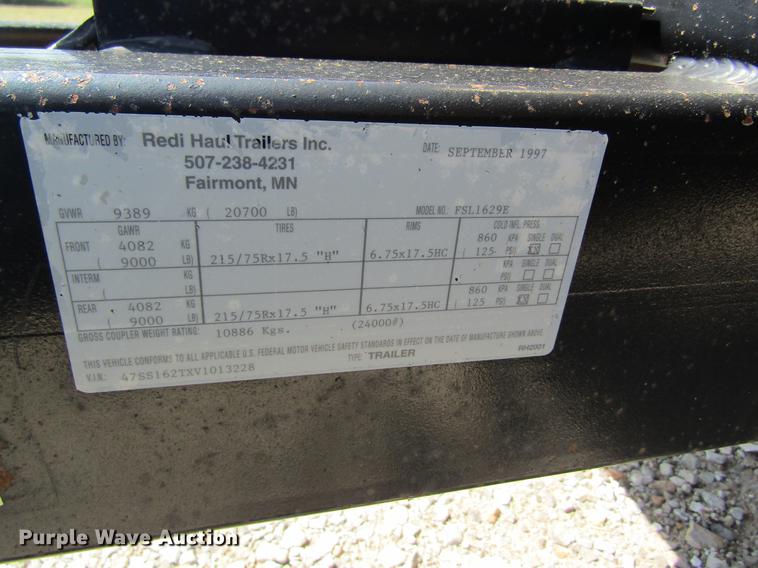 MANUFACTURED BY: Redi Haul Trailers Inc. DATE: SEPTEMBER 1997
507-238-4231
Fairmont, MN
GVWR 9389 KG ( 20700 LB) MODEL NO. FSL1629E
GAWR TIRES RIMS COLD INFL. PRESS.
FRONT 4082 KG 860 KPA SINGLE DUAL
( 9000 LB) 215/75Rx17.5 "H" 6.75x17.5HC ( 125 PSI)
INTERM KG KPA SINGLE DUAL
( LB) PSI)
REAR 4082 KG 860 KPA SINGLE DUAL
( 9000 LB) 215/75Rx17.5 "H" 6.75x17.5HC ( 125 PSI)
GROSS COUPLER WEIGHT RATING: 10886 Kgs. (24000#)
THIS VEHICLE CONFORMS TO ALL APPLICABLE U.S. FEDERAL MOTOR VEHICLE SAFETY STANDARDS IN EFFECT ON THE DATE OF MANUFACTURE SHOWN ABOVE.
V.I.N.: 47SS162TXV1013228 TYPE: TRAILER RH2001
Purple Wave Auction